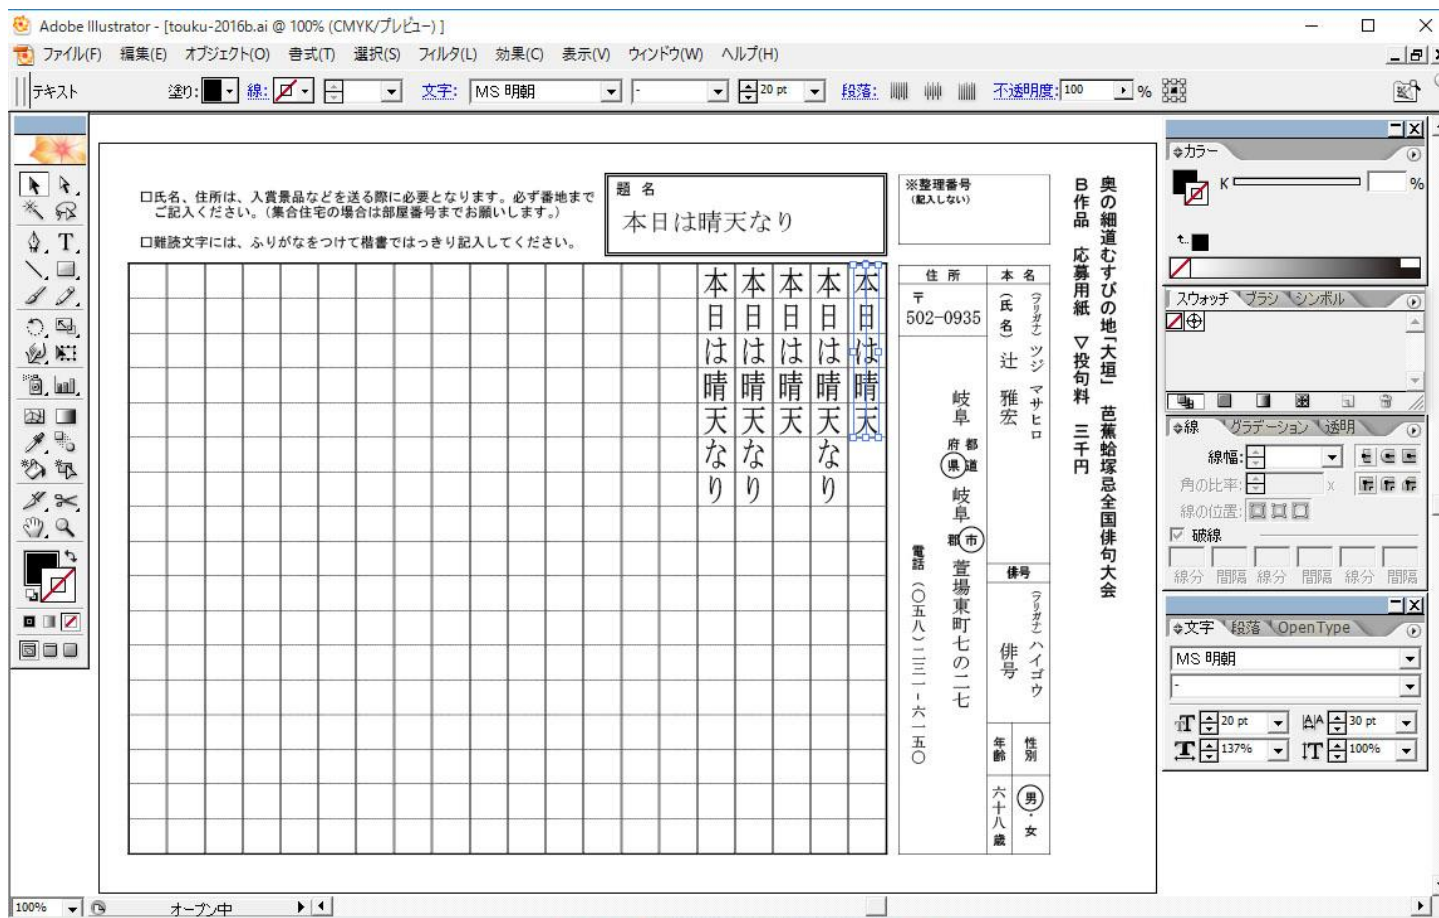 Adobe Illustrator - [touku-2016b.ai @ 100% (CMYK/プレビュー) ]
ファイル(F) 編集(E) オブジェクト(O) 書式(T) 選択(S) フィルタ(L) 効果(C) 表示(V) ウインドウ(W) ヘルプ(H)
テキスト 塗り: 線: 文字: MS 明朝 - 20 pt 段落: 不透明度: 100 %
奥の細道むすびの地「大垣」 芭蕉蛤塚忌全国俳句大会
B作品 応募用紙 ▽投句料 三千円
※整理番号
(記入しない)
題 名
本日は晴天なり
□氏名、住所は、入賞景品などを送る際に必要となります。必ず番地まで
ご記入ください。(集合住宅の場合は部屋番号までお願いします。)
□難読文字には、ふりがなをつけて楷書ではっきり記入してください。
本 名
(フリガナ) ツジ マサヒロ
(氏 名) 辻 雅宏
俳号
(フリガナ) ハイゴウ
俳号
性別
男・女
年齢
六十八歳
住 所
〒
502-0935
岐阜 都道府県 岐阜 市郡 萱場東町七の二七
電話 (〇五八)二三一-六一五〇
本日は晴天
本日は晴天なり
本日は晴天
本日は晴天なり
本日は晴天なり
カラー
K %
スウォッチ ブラシ シンボル
線 グラデーション 透明
線幅:
角の比率: x
線の位置:
破線
線分 間隔 線分 間隔 線分 間隔
文字 段落 OpenType
MS 明朝
-
20 pt 30 pt
137% 100%
100% オープン中